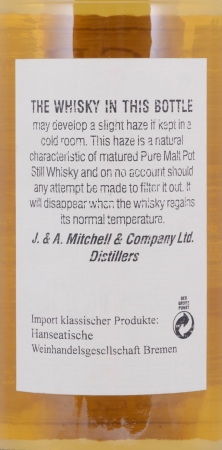 THE WHISKY IN THIS BOTTLE
may develop a slight haze if kept in a
cold room. This haze is a natural
characteristic of matured Pure Malt Pot
Still Whisky and on no account should
any attempt be made to filter it out. It
will disappear when the whisky regains
its normal temperature.
J. & A. Mitchell & Company Ltd.
Distillers
DER
GRÜNE
PUNKT
Import klassischer Produkte:
Hanseatische
Weinhandelsgesellschaft Bremen